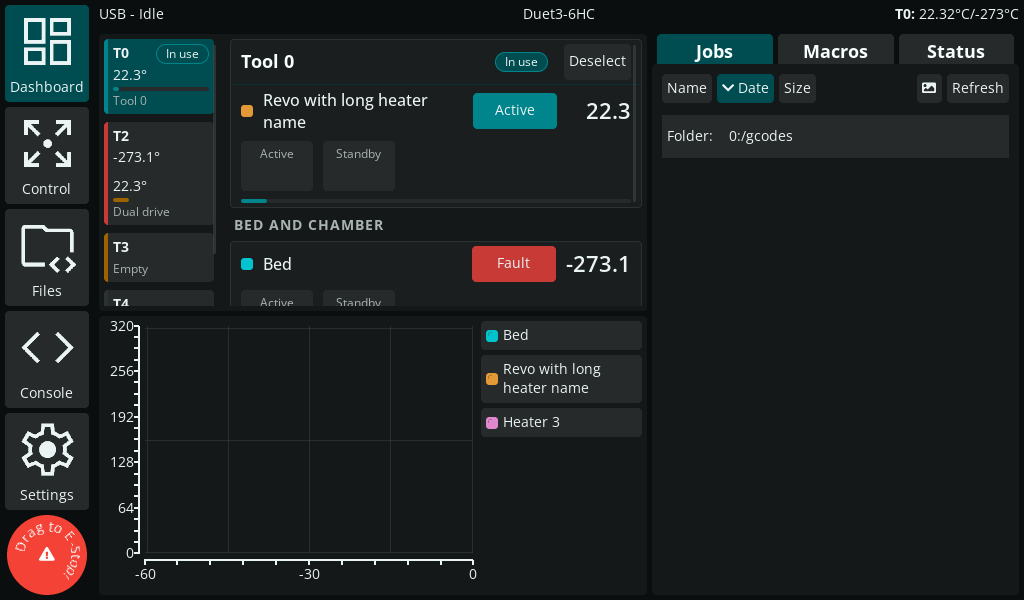 USB - Idle
Duet3-6HC
T0: 22.32°C/-273°C
Dashboard
Control
Files
Console
Settings
Drag to E-Stop!
T0
In use
22.3°
Tool 0
T2
-273.1°
22.3°
Dual drive
T3
Empty
T4
Tool 0
In use
Deselect
Revo with long heater
name
Active
22.3
Active
Standby
BED AND CHAMBER
Bed
Fault
-273.1
Active
Standby
320
256
192
128
64
0
-60
-30
0
Bed
Revo with long
heater name
Heater 3
Jobs
Macros
Status
Name
Date
Size
Refresh
Folder: 0:/gcodes